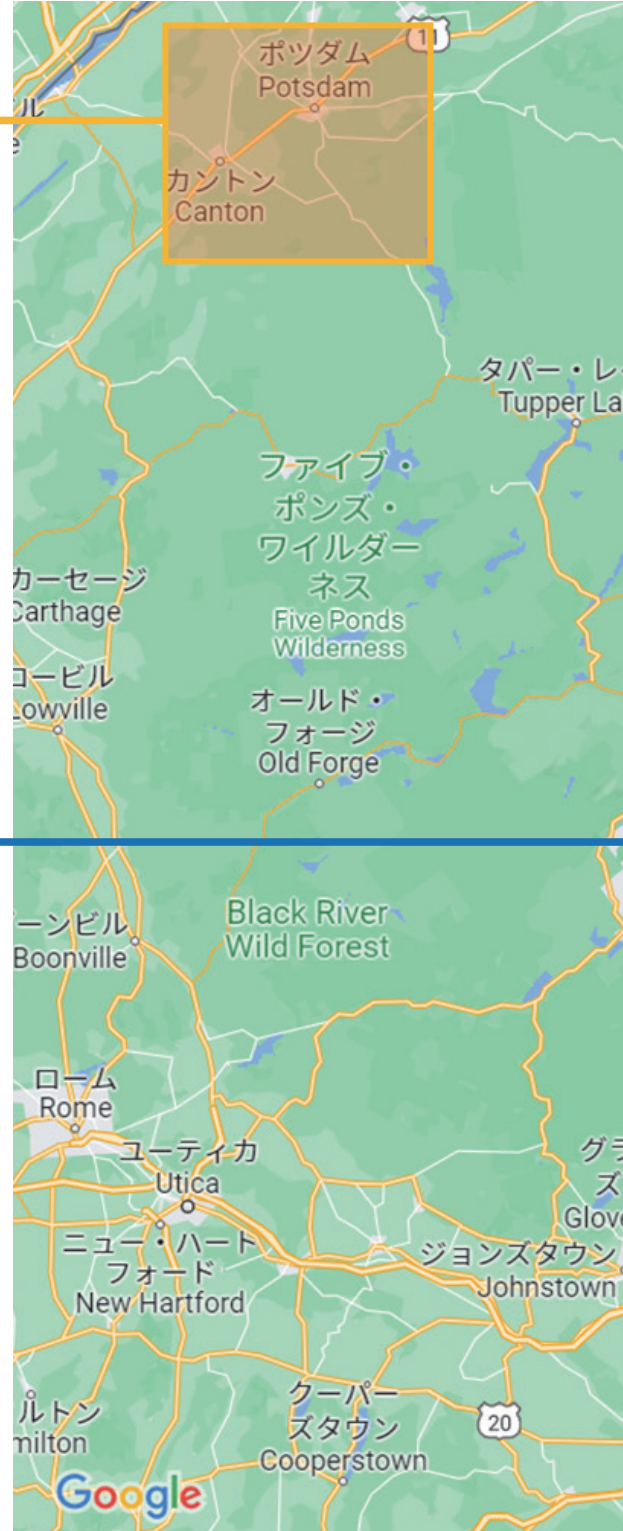 ポツダム
Potsdam
11
ル
e
カントン
Canton
タパー・レー
Tupper La
ファイブ・
ポンズ・
ワイルダー
ネス
Five Ponds
Wilderness
カーセージ
Carthage
ロービル
Lowville
オールド・
フォージ
Old Forge
Black River
Wild Forest
ーンビル
Boonville
ローム
Rome
ユーティカ
Utica
グラ
ズ
Glove
ニュー・ハート
フォード
New Hartford
ジョンズタウン
Johnstown
ルトン
milton
クーパー
ズタウン
Cooperstown
20
Google